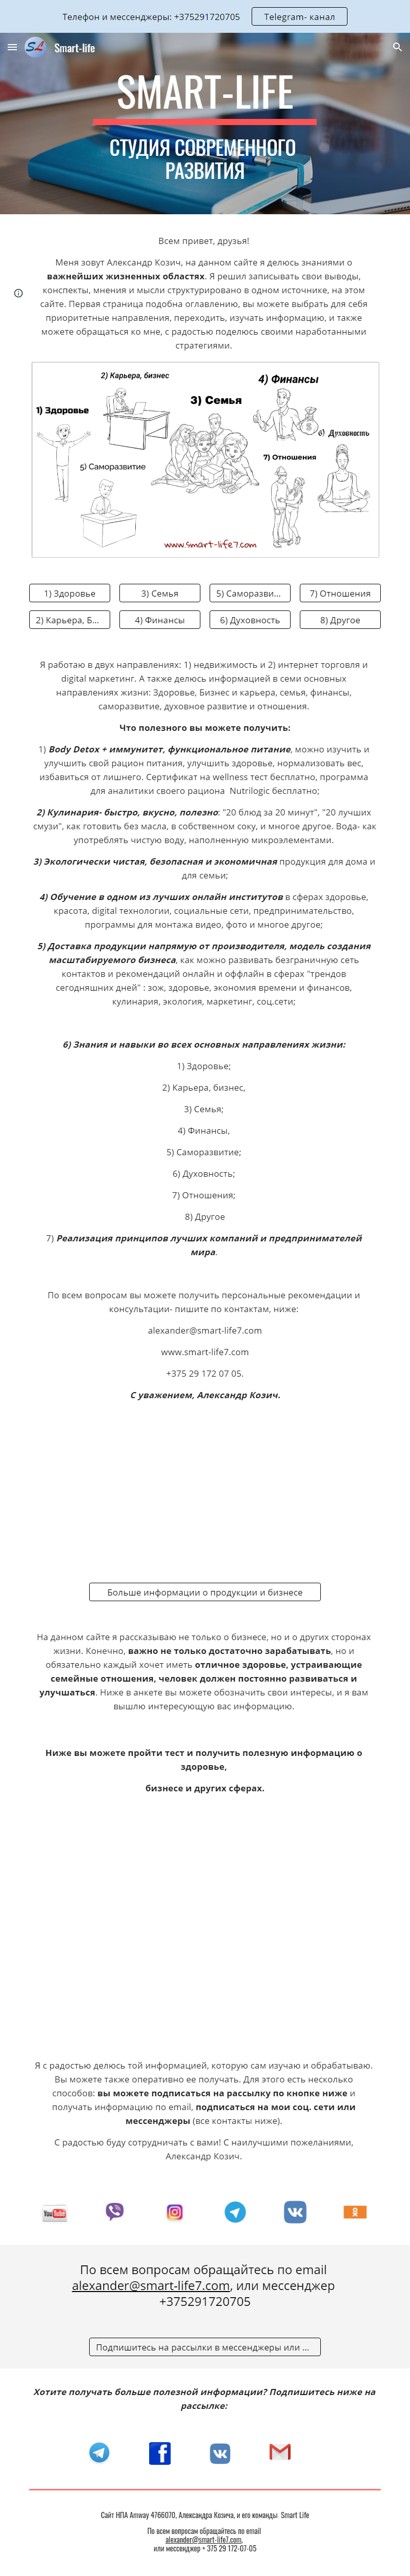 Телефон и мессенджеры: +375291720705
Telegram- канал
Smart-life
SMART-LIFE
СТУДИЯ СОВРЕМЕННОГО
РАЗВИТИЯ
Всем привет, друзья!
Меня зовут Александр Козич, на данном сайте я делюсь знаниями о
важнейших жизненных областях. Я решил записывать свои выводы,
конспекты, мнения и мысли структурировано в одном источнике, на этом
сайте. Первая страница подобна оглавлению, вы можете выбрать для себя
приоритетные направления, переходить, изучать информацию, и также
можете обращаться ко мне, с радостью поделюсь своими наработанными
стратегиями.
2) Карьера, бизнес
4) Финансы
3) Семья
1) Здоровье
6) Духовность
7) Отношения
5) Саморазвитие
www.smart-life7.com
1) Здоровье
3) Семья
5) Саморазви...
7) Отношения
2) Карьера, Б...
4) Финансы
6) Духовность
8) Другое
Я работаю в двух направлениях: 1) недвижимость и 2) интернет торговля и
digital маркетинг. А также делюсь информацией в семи основных
направлениях жизни: Здоровье, Бизнес и карьера, семья, финансы,
саморазвитие, духовное развитие и отношения.
Что полезного вы можете получить:
1) Body Detox + иммунитет, функциональное питание, можно изучить и
улучшить свой рацион питания, улучшить здоровье, нормализовать вес,
избавиться от лишнего. Сертификат на wellness тест бесплатно, программа
для аналитики своего рациона Nutrilogic бесплатно;
2) Кулинария- быстро, вкусно, полезно: "20 блюд за 20 минут", "20 лучших
смузи", как готовить без масла, в собственном соку, и многое другое. Вода- как
употреблять чистую воду, наполненную микроэлементами.
3) Экологически чистая, безопасная и экономичная продукция для дома и
для семьи;
4) Обучение в одном из лучших онлайн институтов в сферах здоровье,
красота, digital технологии, социальные сети, предпринимательство,
программы для монтажа видео, фото и многое другое;
5) Доставка продукции напрямую от производителя, модель создания
масштабируемого бизнеса, как можно развивать безграничную сеть
контактов и рекомендаций онлайн и оффлайн в сферах "трендов
сегодняшних дней" : зож, здоровье, экономия времени и финансов,
кулинария, экология, маркетинг, соц.сети;
6) Знания и навыки во всех основных направлениях жизни:
1) Здоровье;
2) Карьера, бизнес,
3) Семья;
4) Финансы,
5) Саморазвитие;
6) Духовность;
7) Отношения;
8) Другое
7) Реализация принципов лучших компаний и предпринимателей
мира.
По всем вопросам вы можете получить персональные рекомендации и
консультации- пишите по контактам, ниже:
alexander@smart-life7.com
www.smart-life7.com
+375 29 172 07 05.
С уважением, Александр Козич.
Больше информации о продукции и бизнесе
На данном сайте я рассказываю не только о бизнесе, но и о других сторонах
жизни. Конечно, важно не только достаточно зарабатывать, но и
обязательно каждый хочет иметь отличное здоровье, устраивающие
семейные отношения, человек должен постоянно развиваться и
улучшаться. Ниже в анкете вы можете обозначить свои интересы, и я вам
вышлю интересующую вас информацию.
Ниже вы можете пройти тест и получить полезную информацию о
здоровье,
бизнесе и других сферах.
Я с радостью делюсь той информацией, которую сам изучаю и обрабатываю.
Вы можете также оперативно ее получать. Для этого есть несколько
способов: вы можете подписаться на рассылку по кнопке ниже и
получать информацию по email, подписаться на мои соц. сети или
мессенджеры (все контакты ниже).
С радостью буду сотрудничать с вами! С наилучшими пожеланиями,
Александр Козич.
YouTube
По всем вопросам обращайтесь по email
alexander@smart-life7.com, или мессенджер
+375291720705
Подпишитесь на рассылки в мессенджеры или ...
Хотите получать больше полезной информации? Подпишитесь ниже на
рассылке:
Сайт НПА Amway 4766070, Александра Козича, и его команды Smart Life
По всем вопросам обращайтесь по email
alexander@smart-life7.com,
или мессенджер + 375 29 172-07-05